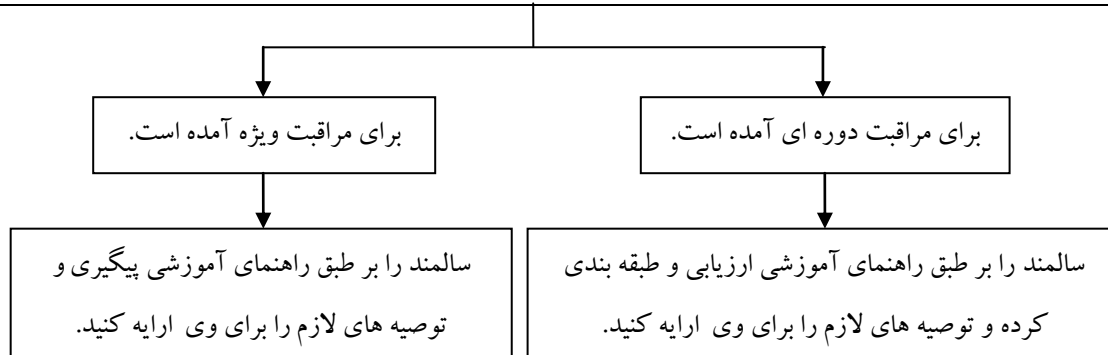 برای مراقبت دوره ای آمده است.
برای مراقبت ویژه آمده است.
سالمند را بر طبق راهنمای آموزشی ارزیابی و طبقه بندی
کرده و توصیه های لازم را برای وی ارایه کنید.
سالمند را بر طبق راهنمای آموزشی پیگیری و
توصیه های لازم را برای وی ارایه کنید.